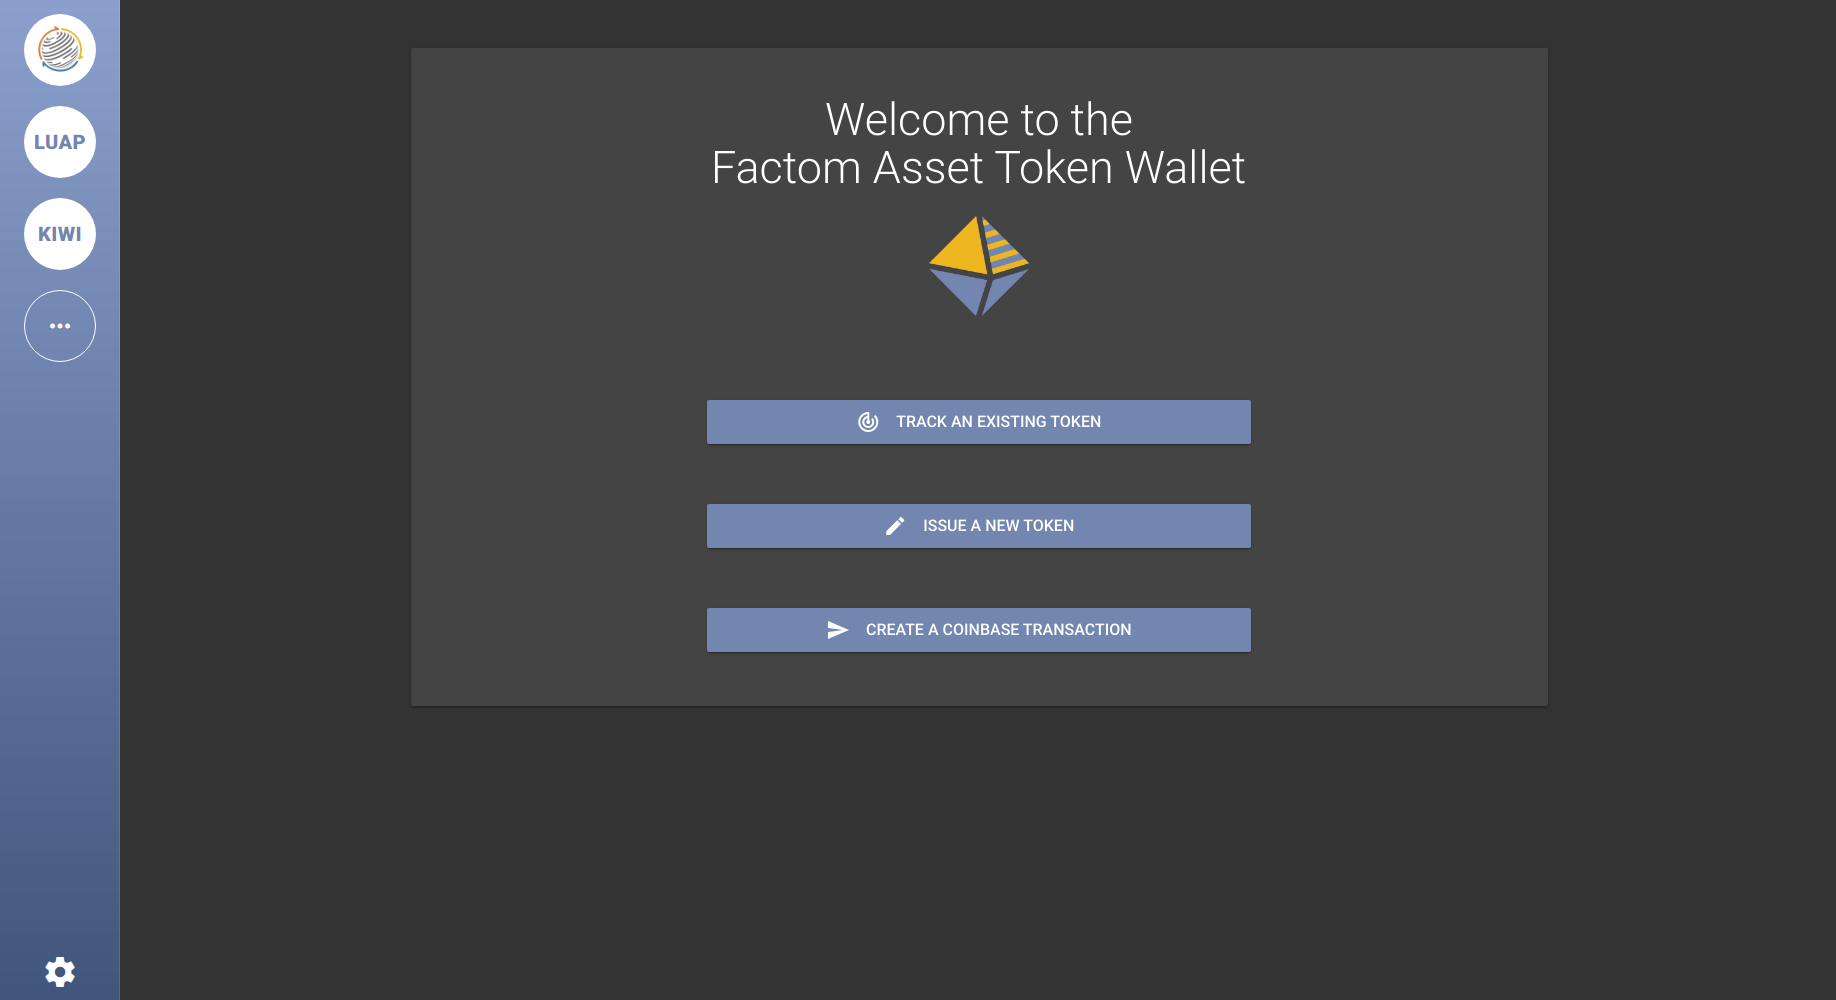 LUAP
KIWI
Welcome to the
Factom Asset Token Wallet
TRACK AN EXISTING TOKEN
ISSUE A NEW TOKEN
CREATE A COINBASE TRANSACTION